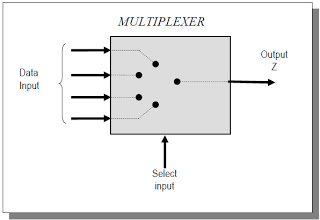 MULTIPLEXER
Data
Input
Output
Z
Select
input